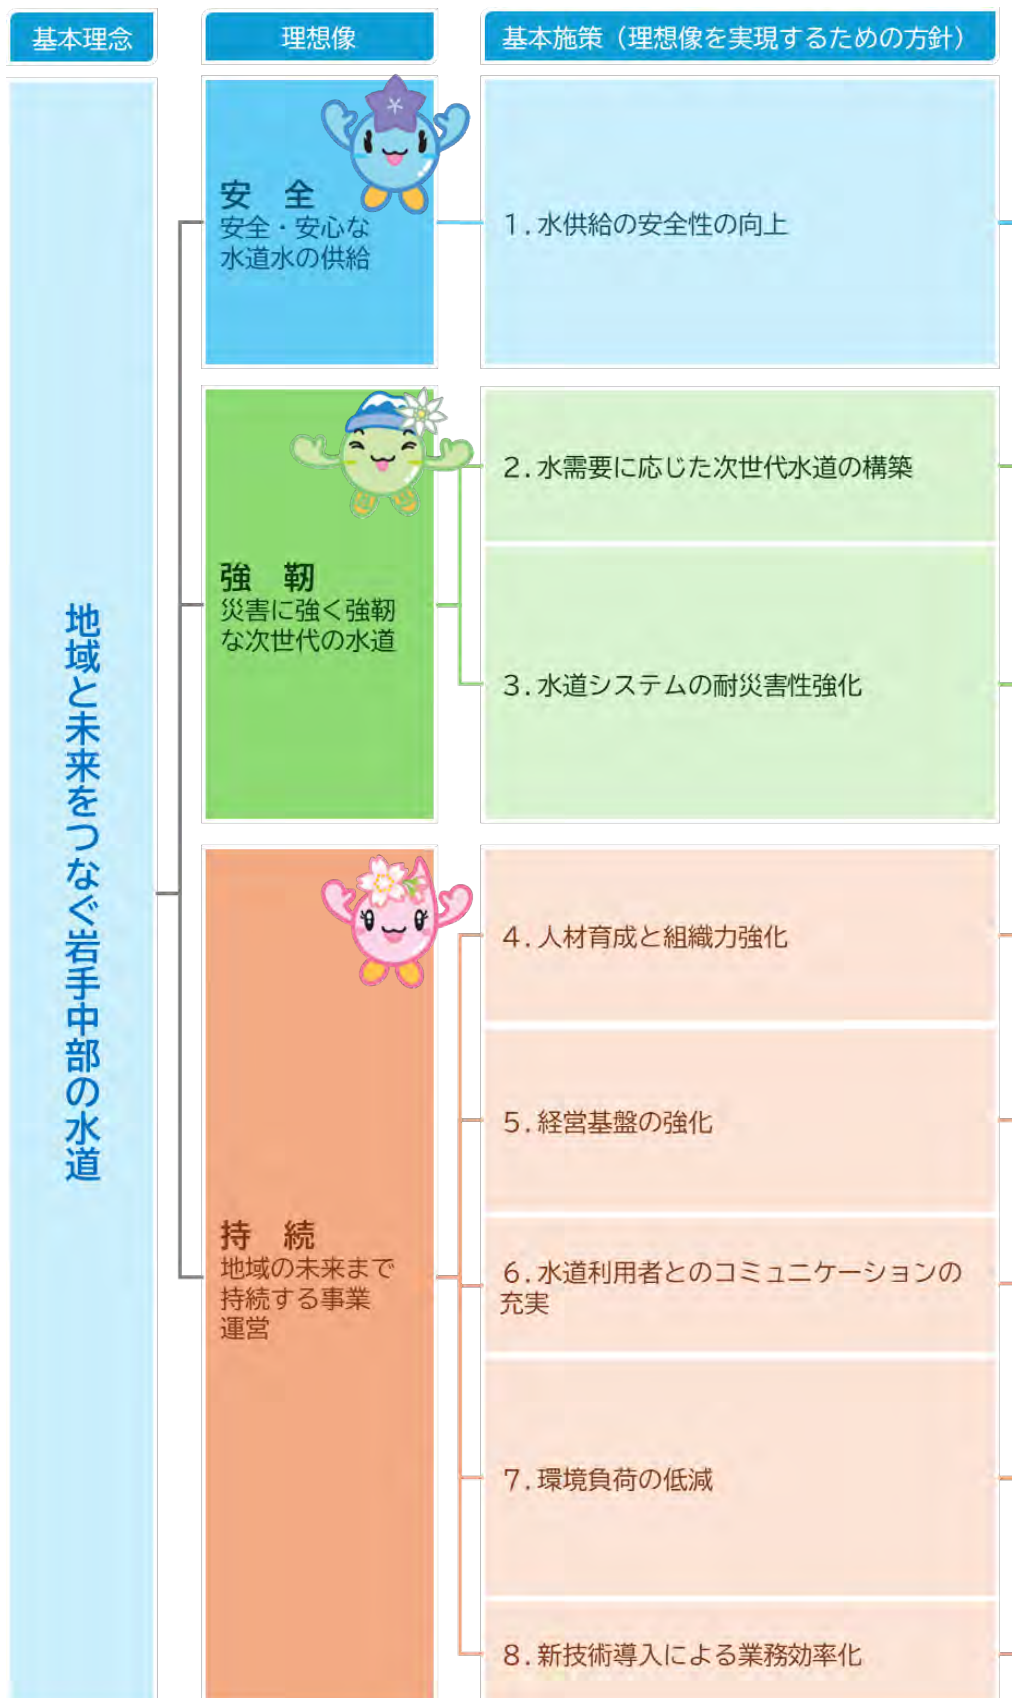 基本理念
理想像
基本施策（理想像を実現するための方針）
地域と未来をつなぐ岩手中部の水道
安　全
安全・安心な
水道水の供給
1. 水供給の安全性の向上
強　靭
災害に強く強靭
な次世代の水道
2. 水需要に応じた次世代水道の構築
3. 水道システムの耐災害性強化
持　続
地域の未来まで
持続する事業
運営
4. 人材育成と組織力強化
5. 経営基盤の強化
6. 水道利用者とのコミュニケーションの
充実
7. 環境負荷の低減
8. 新技術導入による業務効率化